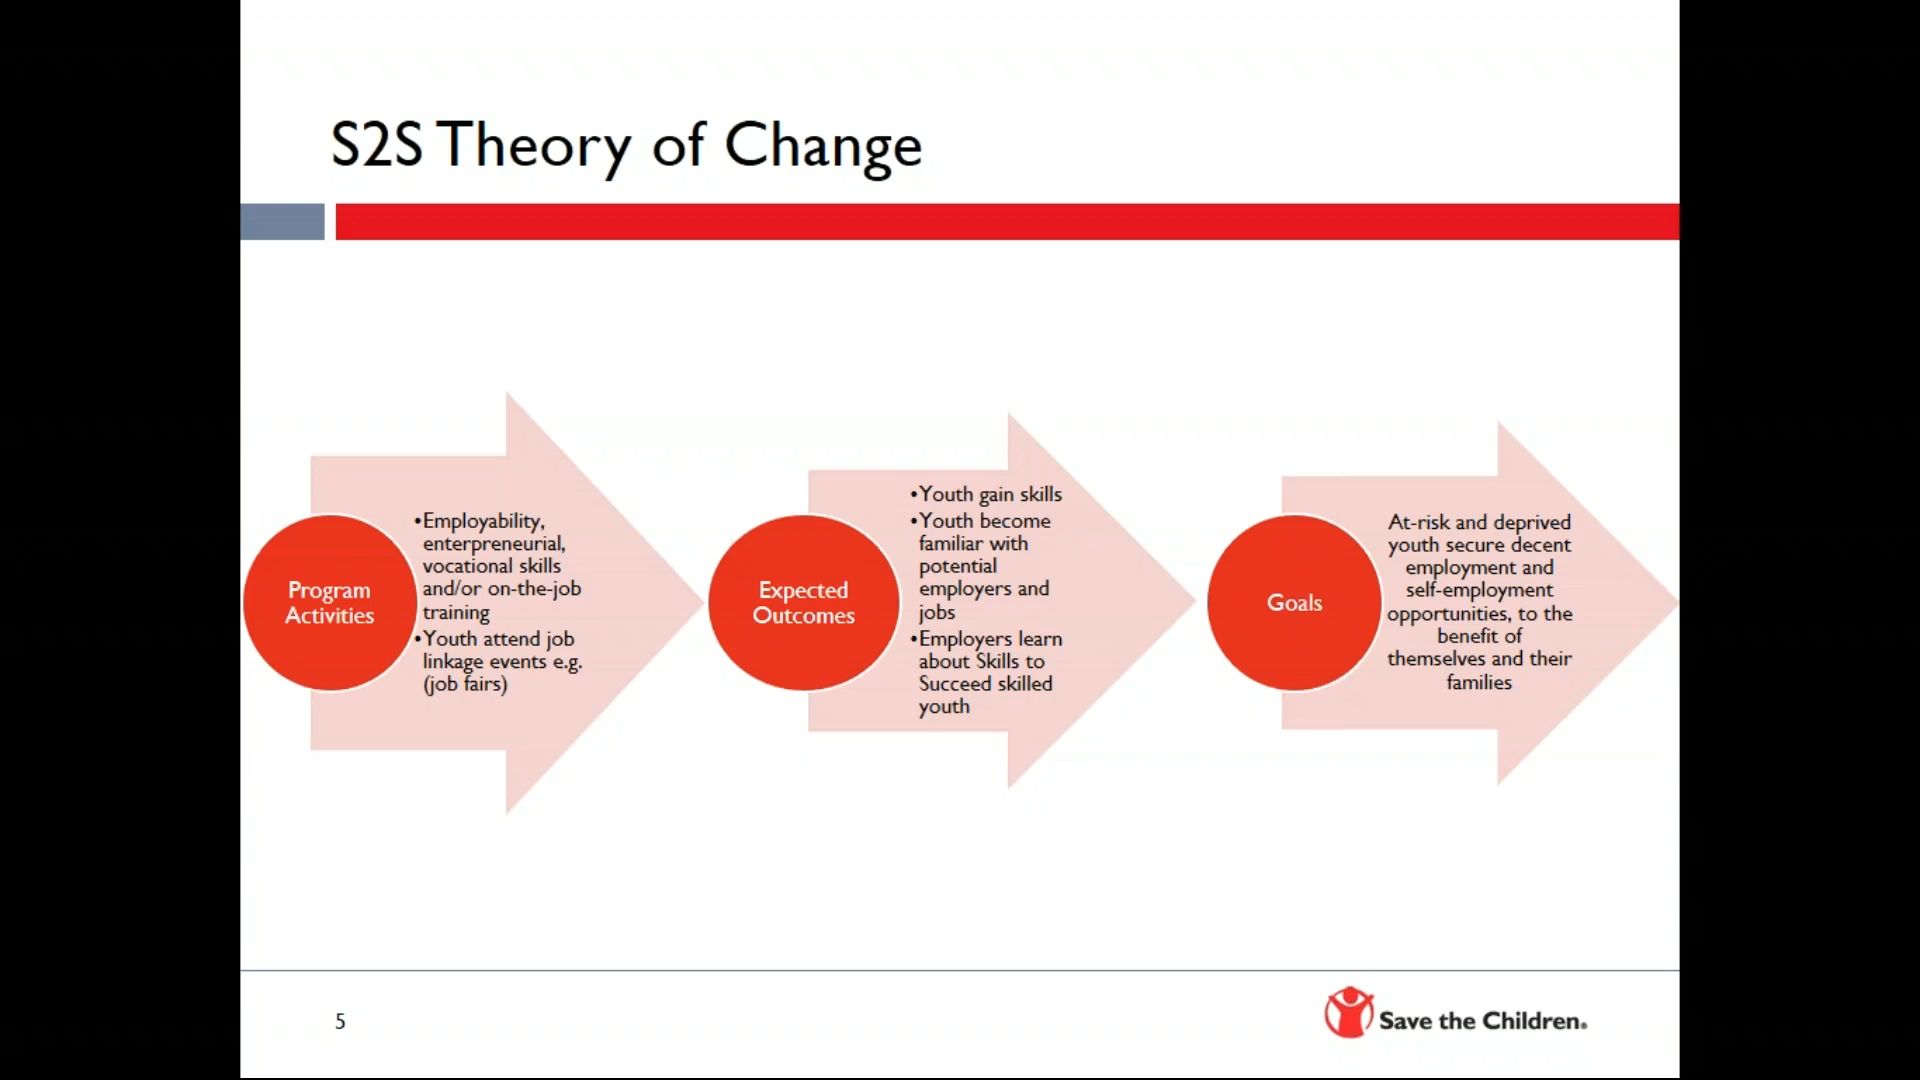 S2S Theory of Change
Program
Activities
•Employability,
enterpreneurial,
vocational skills
and/or on-the-job
training
•Youth attend job
linkage events e.g.
(job fairs)
Expected
Outcomes
•Youth gain skills
•Youth become
familiar with
potential
employers and
jobs
•Employers learn
about Skills to
Succeed skilled
youth
Goals
At-risk and deprived
youth secure decent
employment and
self-employment
opportunities, to the
benefit of
themselves and their
families
5
Save the Children®